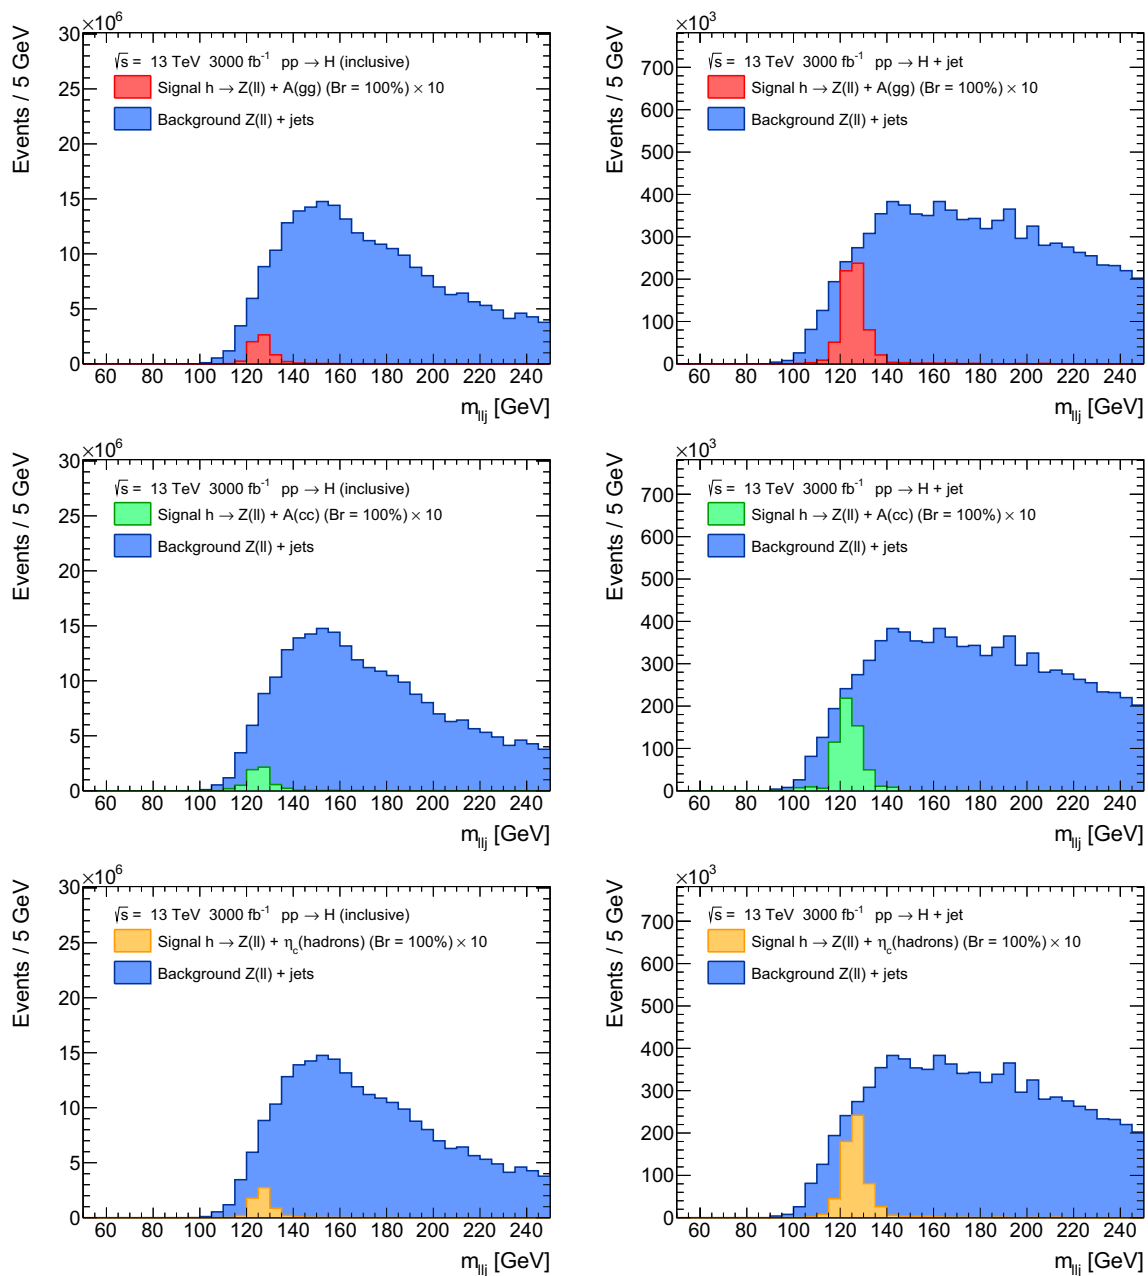 ×10⁶
Events / 5 GeV
√s = 13 TeV 3000 fb⁻¹ pp → H (inclusive)
Signal h → Z(ll) + A(gg) (Br = 100%) × 10
Background Z(ll) + jets
30
25
20
15
10
5
0
60 80 100 120 140 160 180 200 220 240
m_llj [GeV]
×10³
Events / 5 GeV
√s = 13 TeV 3000 fb⁻¹ pp → H + jet
Signal h → Z(ll) + A(gg) (Br = 100%) × 10
Background Z(ll) + jets
700
600
500
400
300
200
100
0
60 80 100 120 140 160 180 200 220 240
m_llj [GeV]
×10⁶
Events / 5 GeV
√s = 13 TeV 3000 fb⁻¹ pp → H (inclusive)
Signal h → Z(ll) + A(cc) (Br = 100%) × 10
Background Z(ll) + jets
30
25
20
15
10
5
0
60 80 100 120 140 160 180 200 220 240
m_llj [GeV]
×10³
Events / 5 GeV
√s = 13 TeV 3000 fb⁻¹ pp → H + jet
Signal h → Z(ll) + A(cc) (Br = 100%) × 10
Background Z(ll) + jets
700
600
500
400
300
200
100
0
60 80 100 120 140 160 180 200 220 240
m_llj [GeV]
×10⁶
Events / 5 GeV
√s = 13 TeV 3000 fb⁻¹ pp → H (inclusive)
Signal h → Z(ll) + η_c(hadrons) (Br = 100%) × 10
Background Z(ll) + jets
30
25
20
15
10
5
0
60 80 100 120 140 160 180 200 220 240
m_llj [GeV]
×10³
Events / 5 GeV
√s = 13 TeV 3000 fb⁻¹ pp → H + jet
Signal h → Z(ll) + η_c(hadrons) (Br = 100%) × 10
Background Z(ll) + jets
700
600
500
400
300
200
100
0
60 80 100 120 140 160 180 200 220 240
m_llj [GeV]